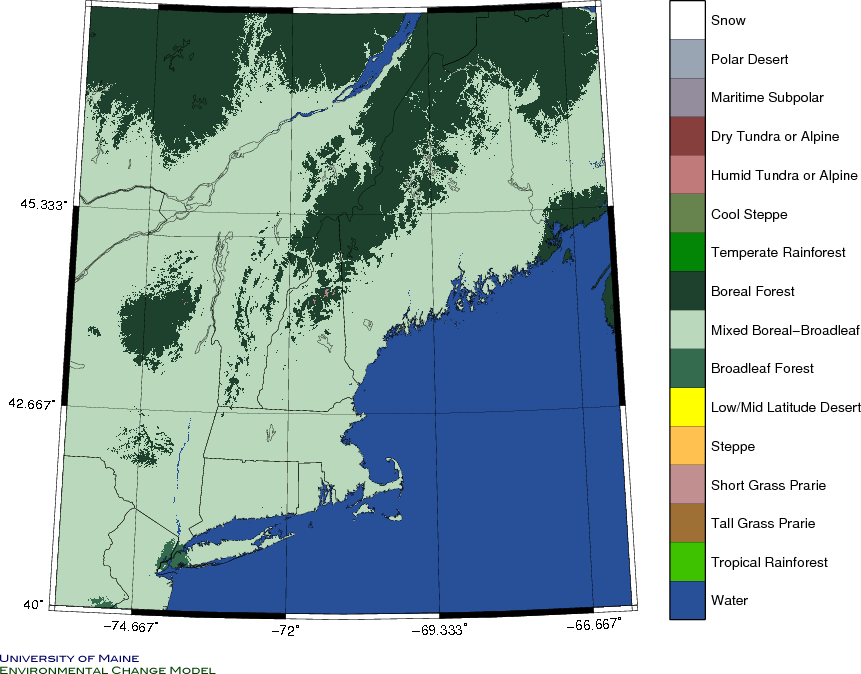 Snow
Polar Desert
Maritime Subpolar
Dry Tundra or Alpine
Humid Tundra or Alpine
45.333°
Cool Steppe
Temperate Rainforest
Boreal Forest
Mixed Boreal−Broadleaf
Broadleaf Forest
42.667°
Low/Mid Latitude Desert
Steppe
Short Grass Prarie
Tall Grass Prarie
Tropical Rainforest
40°
Water
−74.667°
−72°
−69.333°
−66.667°
University of Maine
Environmental Change Model